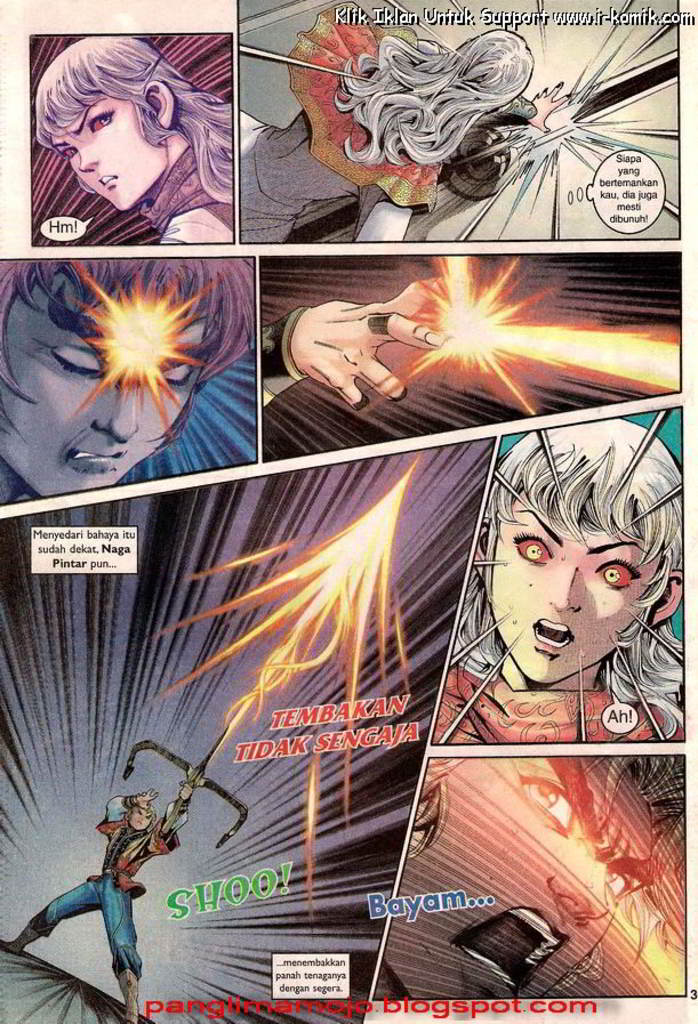 Klik Iklan Untuk Support www.i-komik.com
Hm!
Siapa
yang
bertemankan
kau, dia juga
mesti
dibunuh!
Menyedari bahaya itu
sudah dekat, Naga
Pintar pun...
TEMBAKAN
TIDAK SENGAJA
Ah!
SHOO!
Bayam...
...menembakkan
panah tenaganya
dengan segera.
3
panglimamojo.blogspot.com